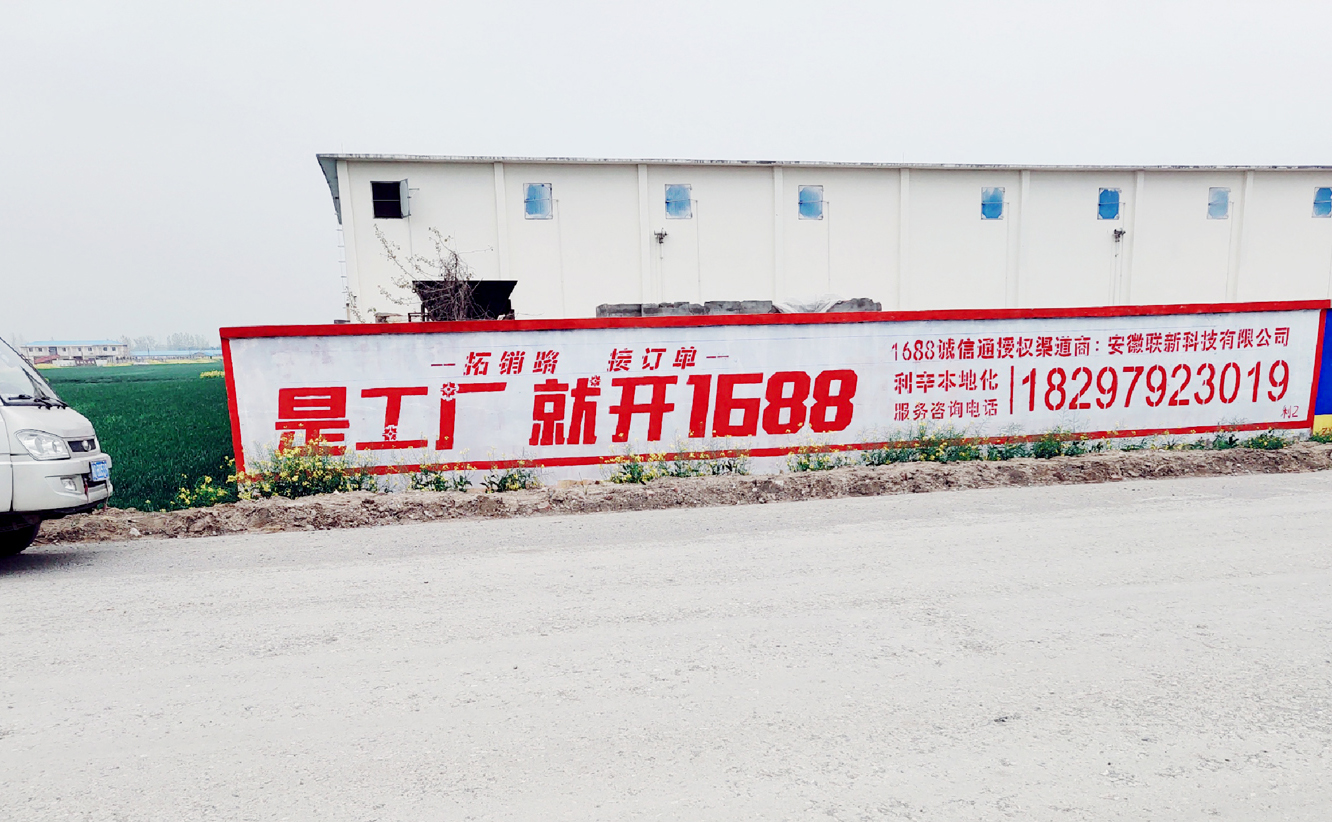 —拓销路 接订单—
是工厂 就开1688
1688诚信通授权渠道商：安徽联新科技有限公司
利辛本地化
服务咨询电话
18297923019
利2